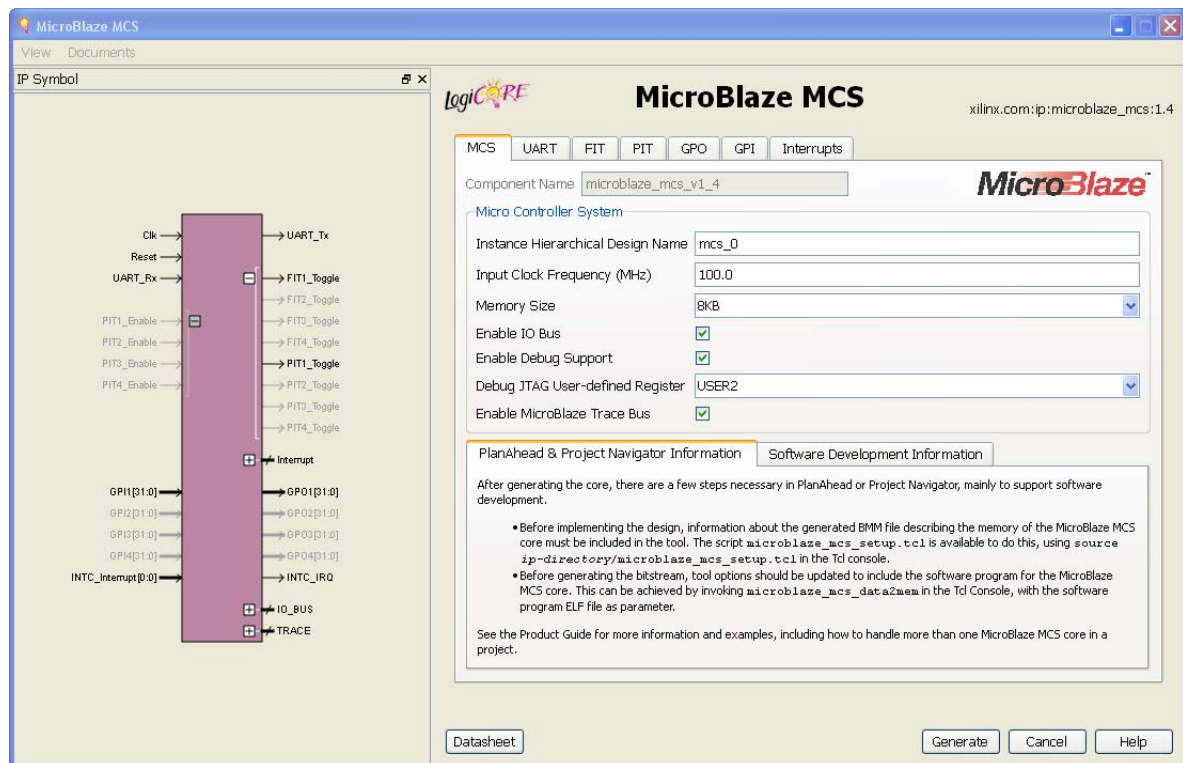 MicroBlaze MCS
View Documents
IP Symbol
Clk
Reset
UART_Rx
PIT1_Enable
PIT2_Enable
PIT3_Enable
PIT4_Enable
GPI1[31:0]
GPI2[31:0]
GPI3[31:0]
GPI4[31:0]
INTC_Interrupt[0:0]
UART_Tx
FIT1_Toggle
FIT2_Toggle
FIT3_Toggle
FIT4_Toggle
PIT1_Toggle
PIT2_Toggle
PIT3_Toggle
PIT4_Toggle
Interrupt
GPO1[31:0]
GPO2[31:0]
GPO3[31:0]
GPO4[31:0]
INTC_IRQ
IO_BUS
TRACE
LogiCORE
MicroBlaze MCS
xilinx.com:ip:microblaze_mcs:1.4
MCS UART FIT PIT GPO GPI Interrupts
Component Name microblaze_mcs_v1_4
MicroBlaze™
Micro Controller System
Instance Hierarchical Design Name mcs_0
Input Clock Frequency (MHz) 100.0
Memory Size 8KB
Enable IO Bus
Enable Debug Support
Debug JTAG User-defined Register USER2
Enable MicroBlaze Trace Bus
PlanAhead & Project Navigator Information Software Development Information
After generating the core, there are a few steps necessary in PlanAhead or Project Navigator, mainly to support software
development.
• Before implementing the design, information about the generated BMM file describing the memory of the MicroBlaze MCS
core must be included in the tool. The script microblaze_mcs_setup.tcl is available to do this, using source
ip-directory/microblaze_mcs_setup.tcl in the Tcl console.
• Before generating the bitstream, tool options should be updated to include the software program for the MicroBlaze
MCS core. This can be achieved by invoking microblaze_mcs_data2mem in the Tcl Console, with the software
program ELF file as parameter.
See the Product Guide for more information and examples, including how to handle more than one MicroBlaze MCS core in a
project.
Datasheet Generate Cancel Help